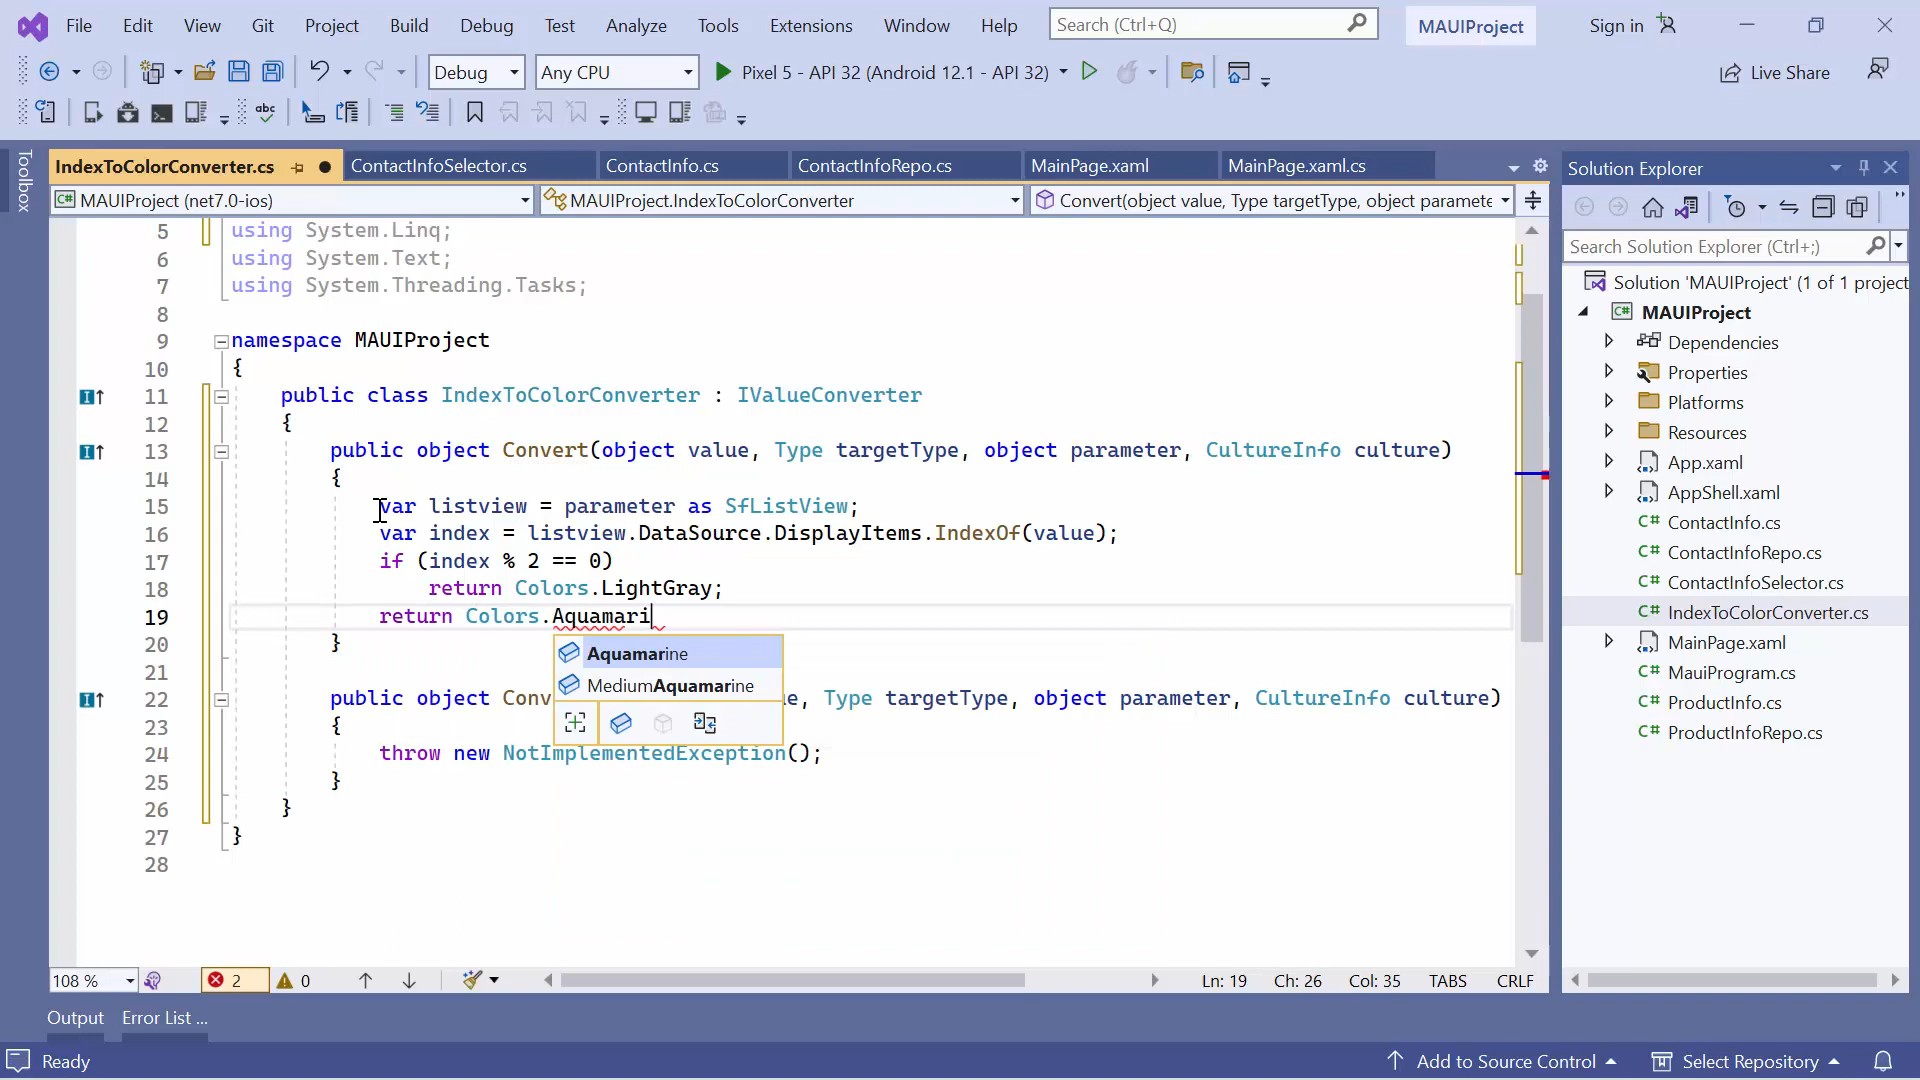 File Edit View Git Project Build Debug Test Analyze Tools Extensions Window Help Search (Ctrl+Q) MAUIProject Sign in
Debug Any CPU Pixel 5 - API 32 (Android 12.1 - API 32) Live Share
abc
Toolbox
IndexToColorConverter.cs ContactInfoSelector.cs ContactInfo.cs ContactInfoRepo.cs MainPage.xaml MainPage.xaml.cs
MAUIProject (net7.0-ios) MAUIProject.IndexToColorConverter Convert(object value, Type targetType, object paramete
5 using System.Linq;
6 using System.Text;
7 using System.Threading.Tasks;
8
9 namespace MAUIProject
10 {
11 public class IndexToColorConverter : IValueConverter
12 {
13 public object Convert(object value, Type targetType, object parameter, CultureInfo culture)
14 {
15 var listview = parameter as SfListView;
16 var index = listview.DataSource.DisplayItems.IndexOf(value);
17 if (index % 2 == 0)
18 return Colors.LightGray;
19 return Colors.Aquamari
20 }
21
22 public object Conv e, Type targetType, object parameter, CultureInfo culture)
23 {
24 throw new NotImplementedException();
25 }
26 }
27 }
28
Aquamarine
MediumAquamarine
108 % 2 0 Ln: 19 Ch: 26 Col: 35 TABS CRLF
Solution Explorer
Search Solution Explorer (Ctrl+;)
Solution 'MAUIProject' (1 of 1 project
MAUIProject
Dependencies
Properties
Platforms
Resources
App.xaml
AppShell.xaml
C# ContactInfo.cs
C# ContactInfoRepo.cs
C# ContactInfoSelector.cs
C# IndexToColorConverter.cs
MainPage.xaml
C# MauiProgram.cs
C# ProductInfo.cs
C# ProductInfoRepo.cs
Output Error List ...
Ready Add to Source Control Select Repository